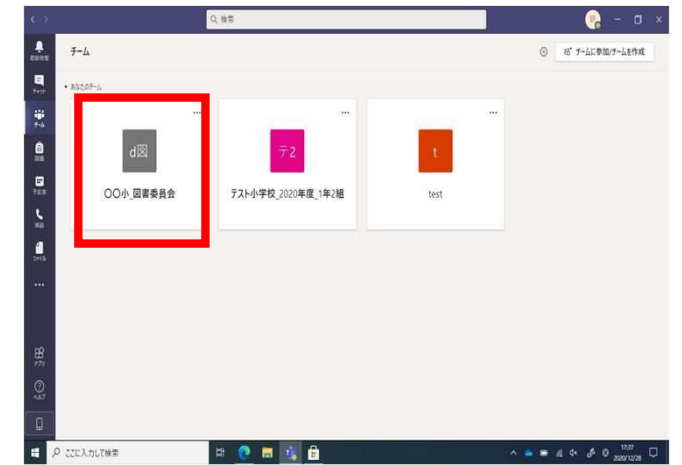 検索
チーム
チームに参加/チームを作成
あなたのチーム
最新情報
チャット
チーム
課題
予定表
通話
ファイル
アプリ
ヘルプ
d図
〇〇小_図書委員会
テ2
テスト小学校_2020年度_1年2組
t
test
ここに入力して検索
17:37
2020/12/28